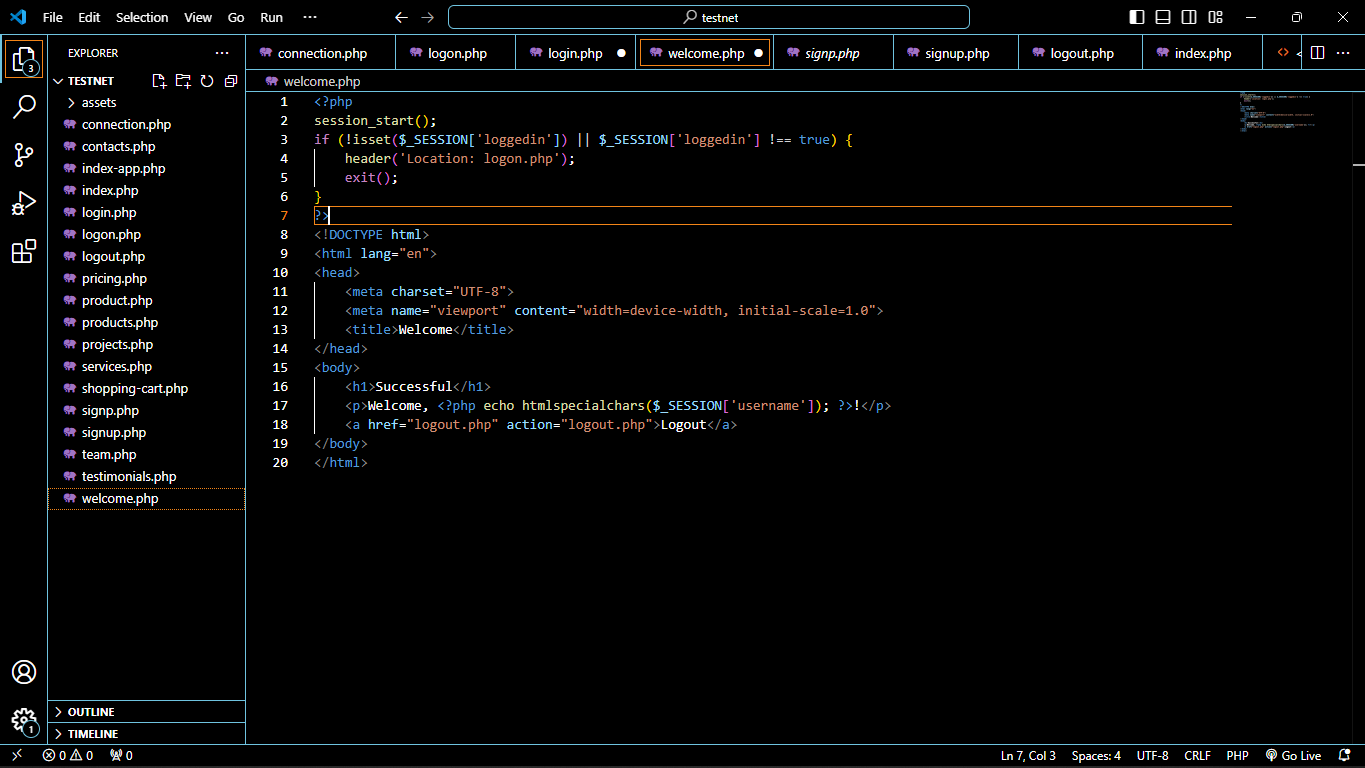 File Edit Selection View Go Run ···
testnet
EXPLORER ···
TESTNET
assets
connection.php
contacts.php
index-app.php
index.php
login.php
logon.php
logout.php
pricing.php
product.php
products.php
projects.php
services.php
shopping-cart.php
signp.php
signup.php
team.php
testimonials.php
welcome.php
OUTLINE
TIMELINE
3
1
connection.php logon.php login.php welcome.php signp.php signup.php logout.php index.php
welcome.php
1 <?php
2 session_start();
3 if (!isset($_SESSION['loggedin']) || $_SESSION['loggedin'] !== true) {
4     header('Location: logon.php');
5     exit();
6 }
7 ?>
8 <!DOCTYPE html>
9 <html lang="en">
10 <head>
11     <meta charset="UTF-8">
12     <meta name="viewport" content="width=device-width, initial-scale=1.0">
13     <title>Welcome</title>
14 </head>
15 <body>
16     <h1>Successful</h1>
17     <p>Welcome, <?php echo htmlspecialchars($_SESSION['username']); ?>!</p>
18     <a href="logout.php" action="logout.php">Logout</a>
19 </body>
20 </html>
0 0 0 Ln 7, Col 3 Spaces: 4 UTF-8 CRLF PHP Go Live